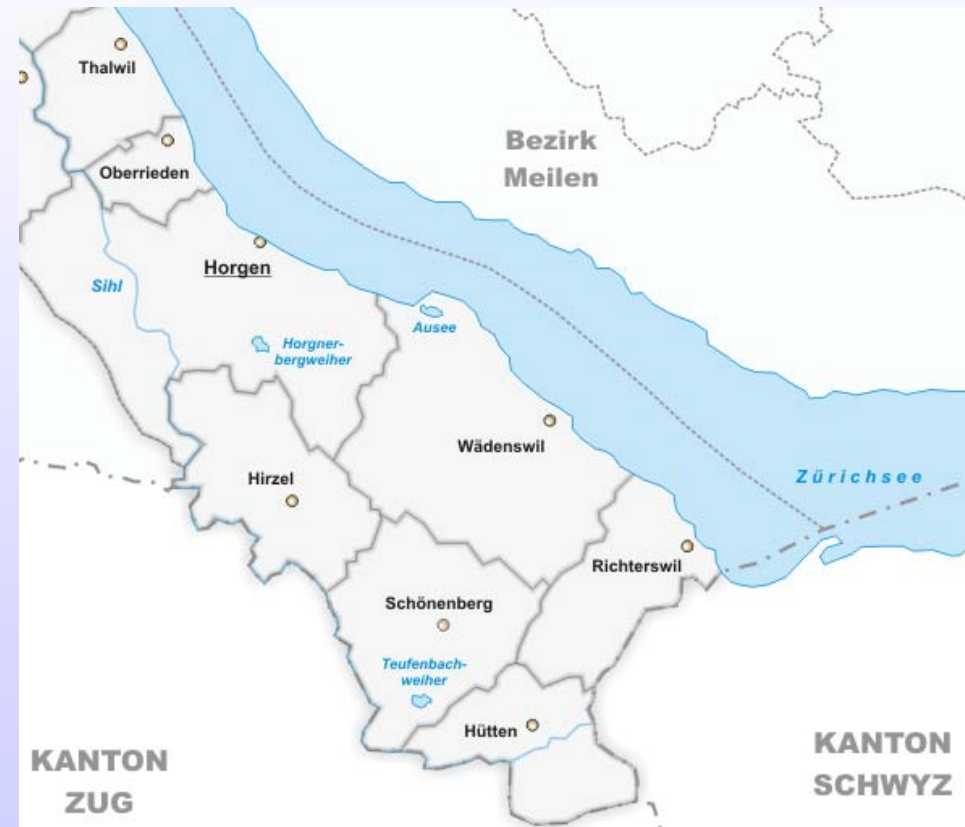 Thalwil
Bezirk
Meilen
Oberrieden
Horgen
Sihl
Ausee
Horgner-
bergweiher
Wädenswil
Zürichsee
Hirzel
Richterswil
Schönenberg
Teufenbach-
weiher
Hütten
KANTON
ZUG
KANTON
SCHWYZ